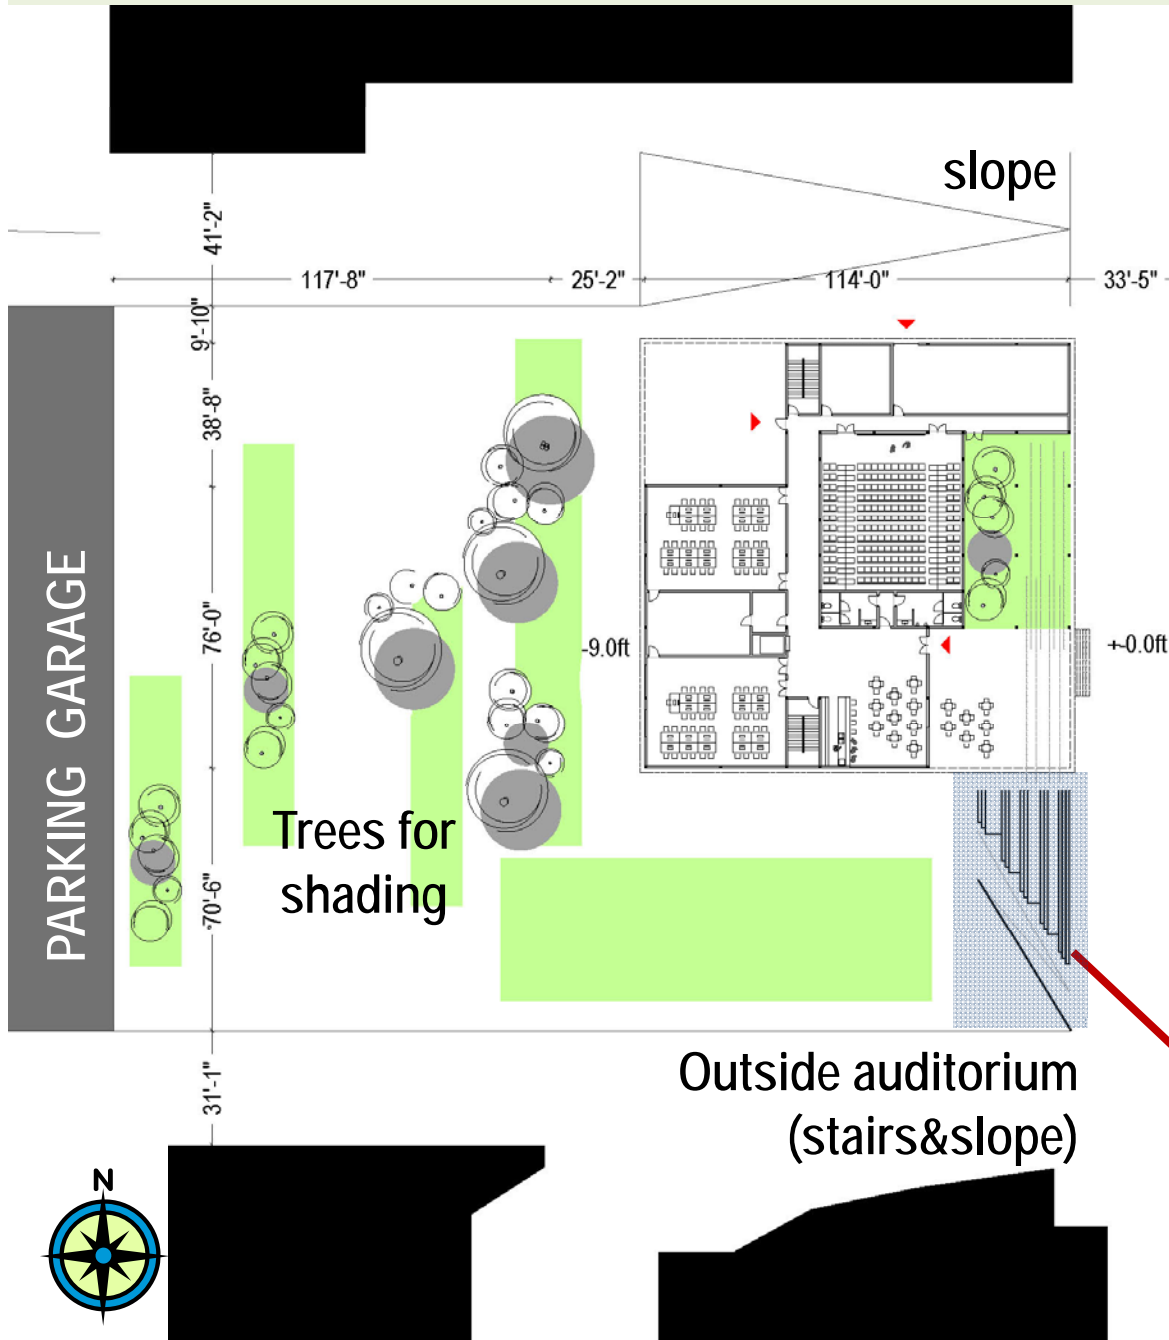 slope
41'-2"
117'-8"
25'-2"
114'-0"
33'-5"
9'-10"
38'-8"
PARKING GARAGE
76'-0"
-9.0ft
+-0.0ft
Trees for
shading
70'-6"
Outside auditorium
(stairs&slope)
31'-1"
N